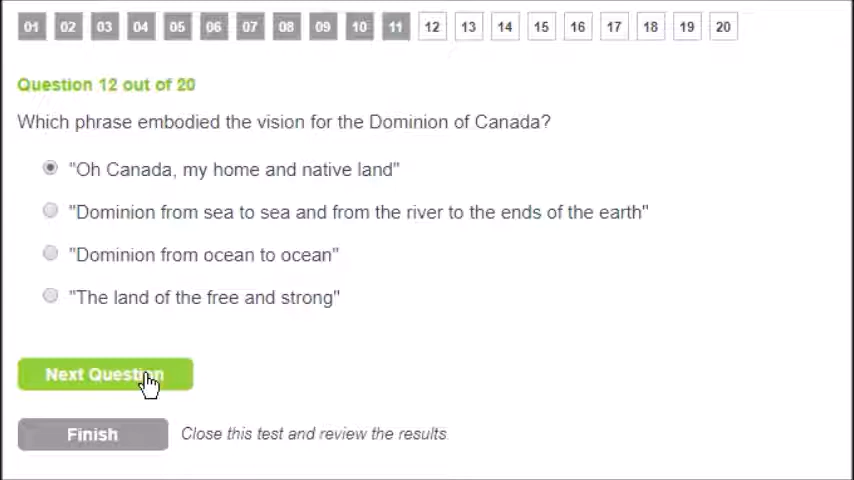 01 02 03 04 05 06 07 08 09 10 11 12 13 14 15 16 17 18 19 20
Question 12 out of 20
Which phrase embodied the vision for the Dominion of Canada?
"Oh Canada, my home and native land"
"Dominion from sea to sea and from the river to the ends of the earth"
"Dominion from ocean to ocean"
"The land of the free and strong"
Next Question
Finish Close this test and review the results.